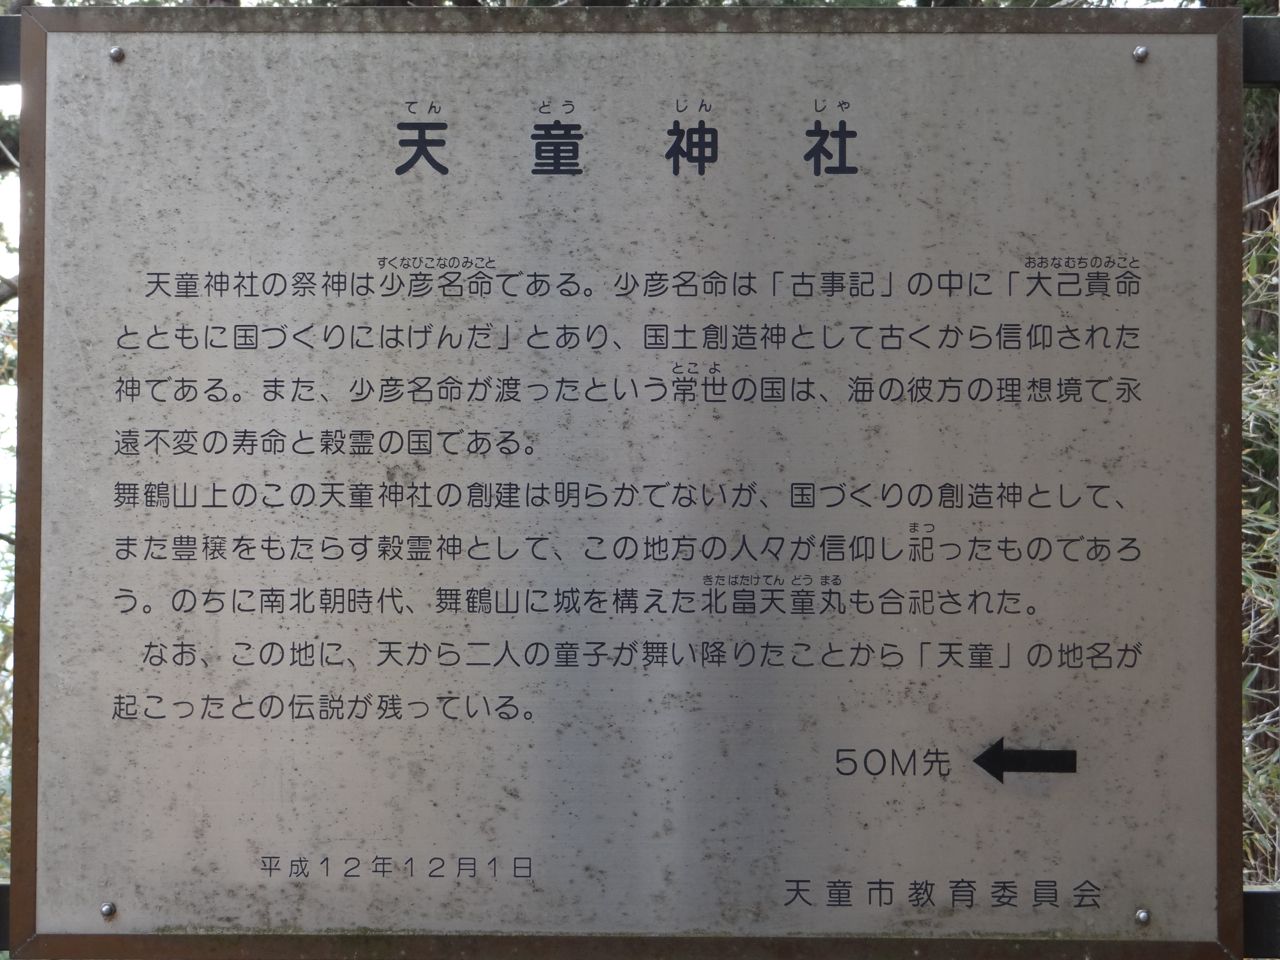 てんどうじんじゃ
天童神社
すくなひこなのみこと おおなむちのみこと
天童神社の祭神は少彦名命である。少彦名命は「古事記」の中に「大己貴命
とともに国づくりにはげんだ」とあり、国土創造神として古くから信仰された
とこよ
神である。また、少彦名命が渡ったという常世の国は、海の彼方の理想境で永
遠不変の寿命と穀霊の国である。
舞鶴山上のこの天童神社の創建は明らかでないが、国づくりの創造神として、
まつ
また豊穣をもたらす穀霊神として、この地方の人々が信仰し祀ったものであろ
きたばたけてんどうまる
う。のちに南北朝時代、舞鶴山に城を構えた北畠天童丸も合祀された。
なお、この地に、天から二人の童子が舞い降りたことから「天童」の地名が
起こったとの伝説が残っている。
50M先 ←
平成12年12月1日
天童市教育委員会